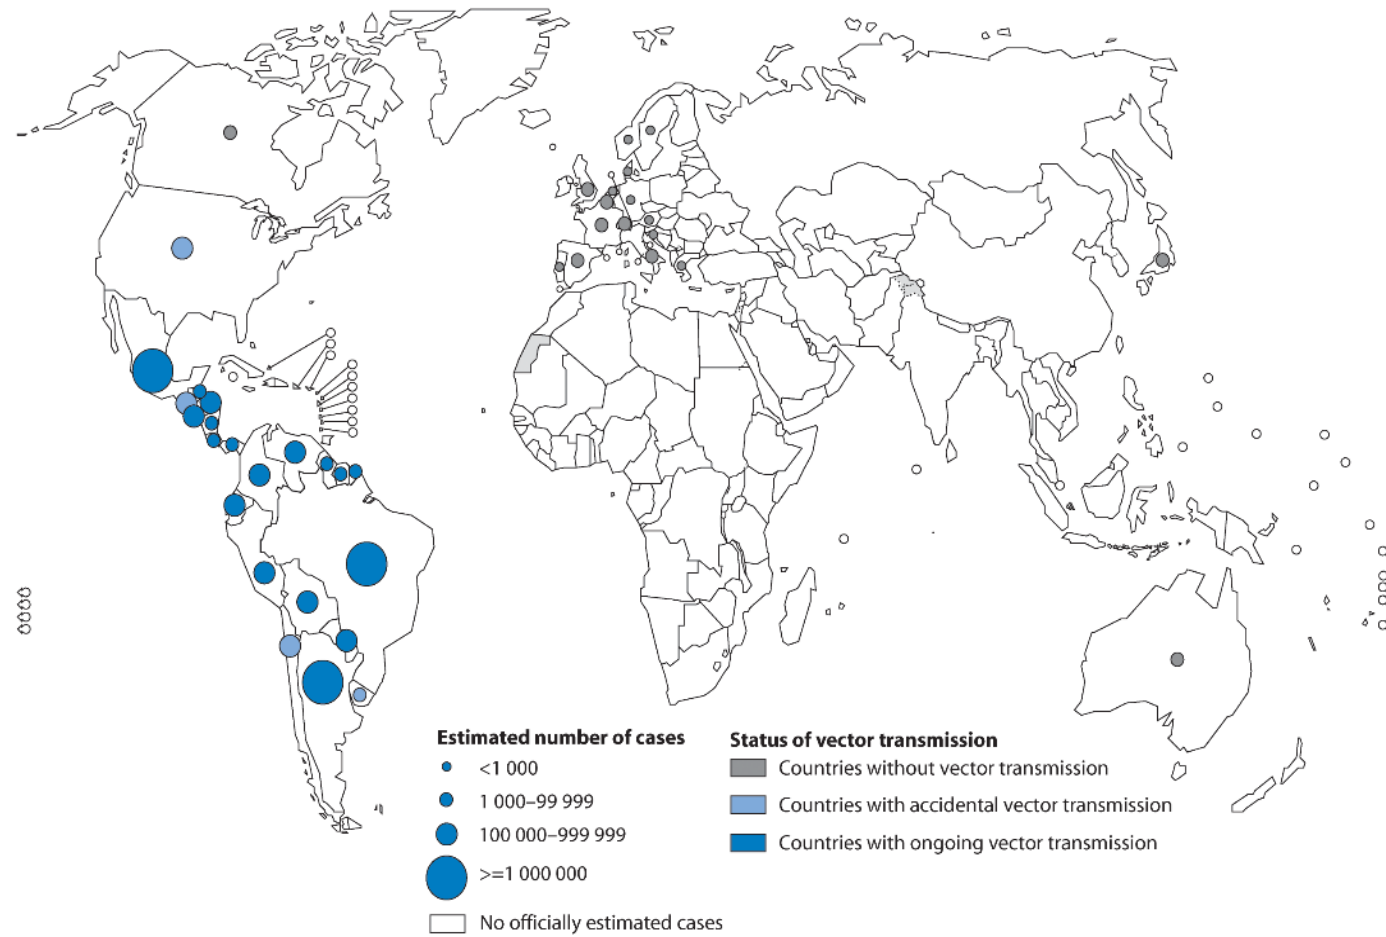 Estimated number of cases
<1 000
1 000–99 999
100 000–999 999
>=1 000 000
No officially estimated cases
Status of vector transmission
Countries without vector transmission
Countries with accidental vector transmission
Countries with ongoing vector transmission